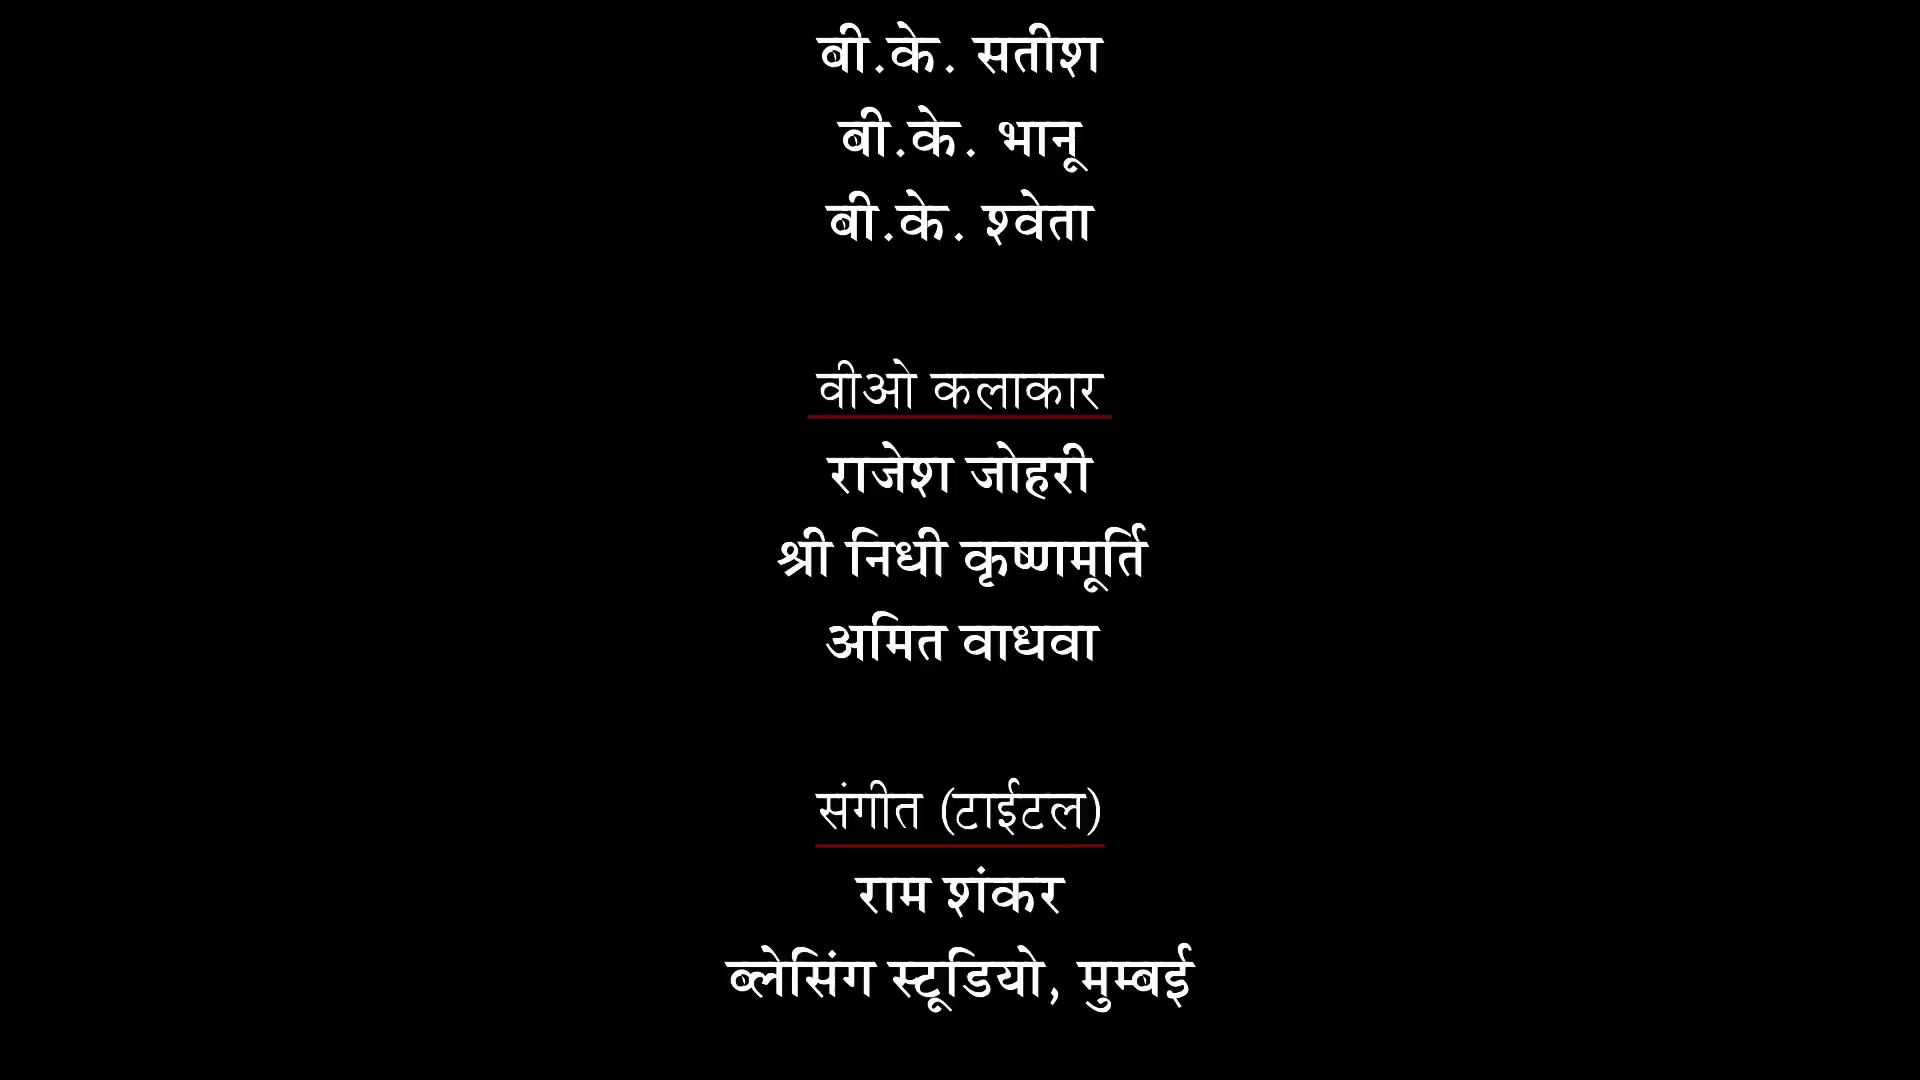 बी.के. सतीश
बी.के. भानू
बी.के. श्वेता
वीओ कलाकार
राजेश जोहरी
श्री निधी कृष्णमूर्ति
अमित वाधवा
संगीत (टाईटल)
राम शंकर
ब्लेसिंग स्टूडियो, मुम्बई